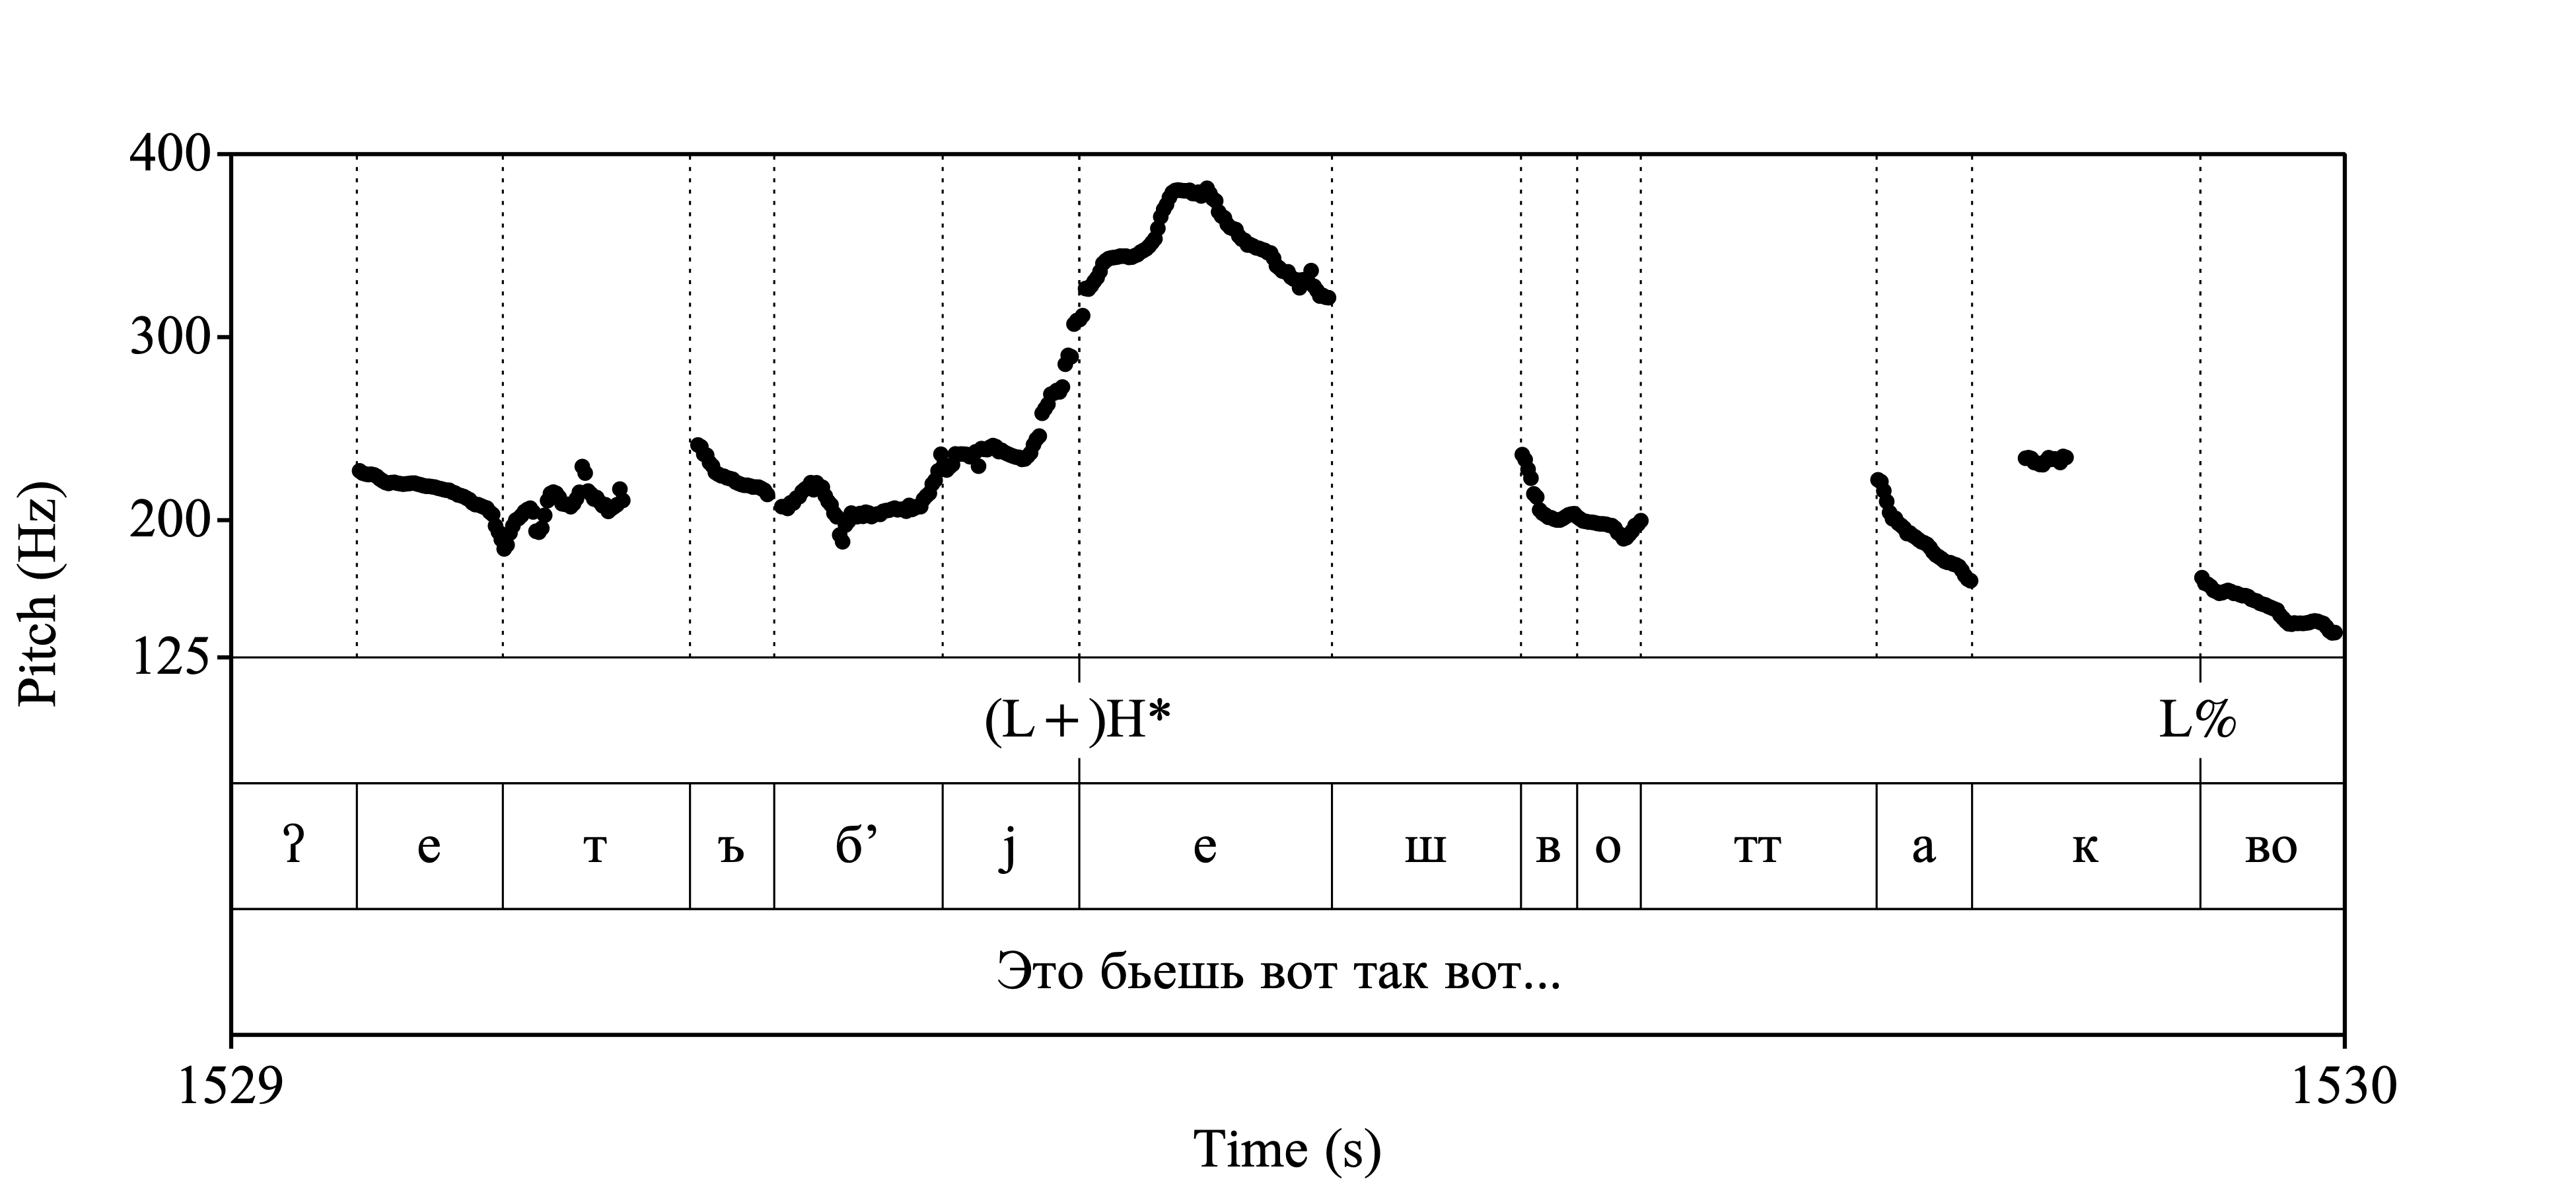 400
300
200
125
Pitch (Hz)
(L+)H* L%
ʔ е т ъ б’ j е ш в о тт а к во
Это бьешь вот так вот...
1529 1530
Time (s)